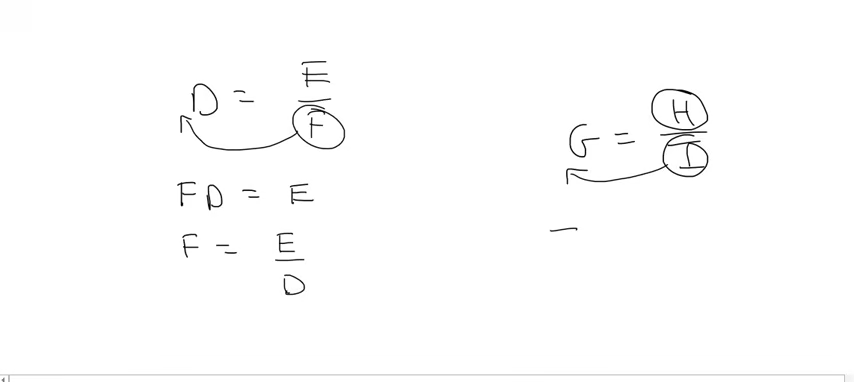 D = E/F
FD = E
F = E/D
G = H/I